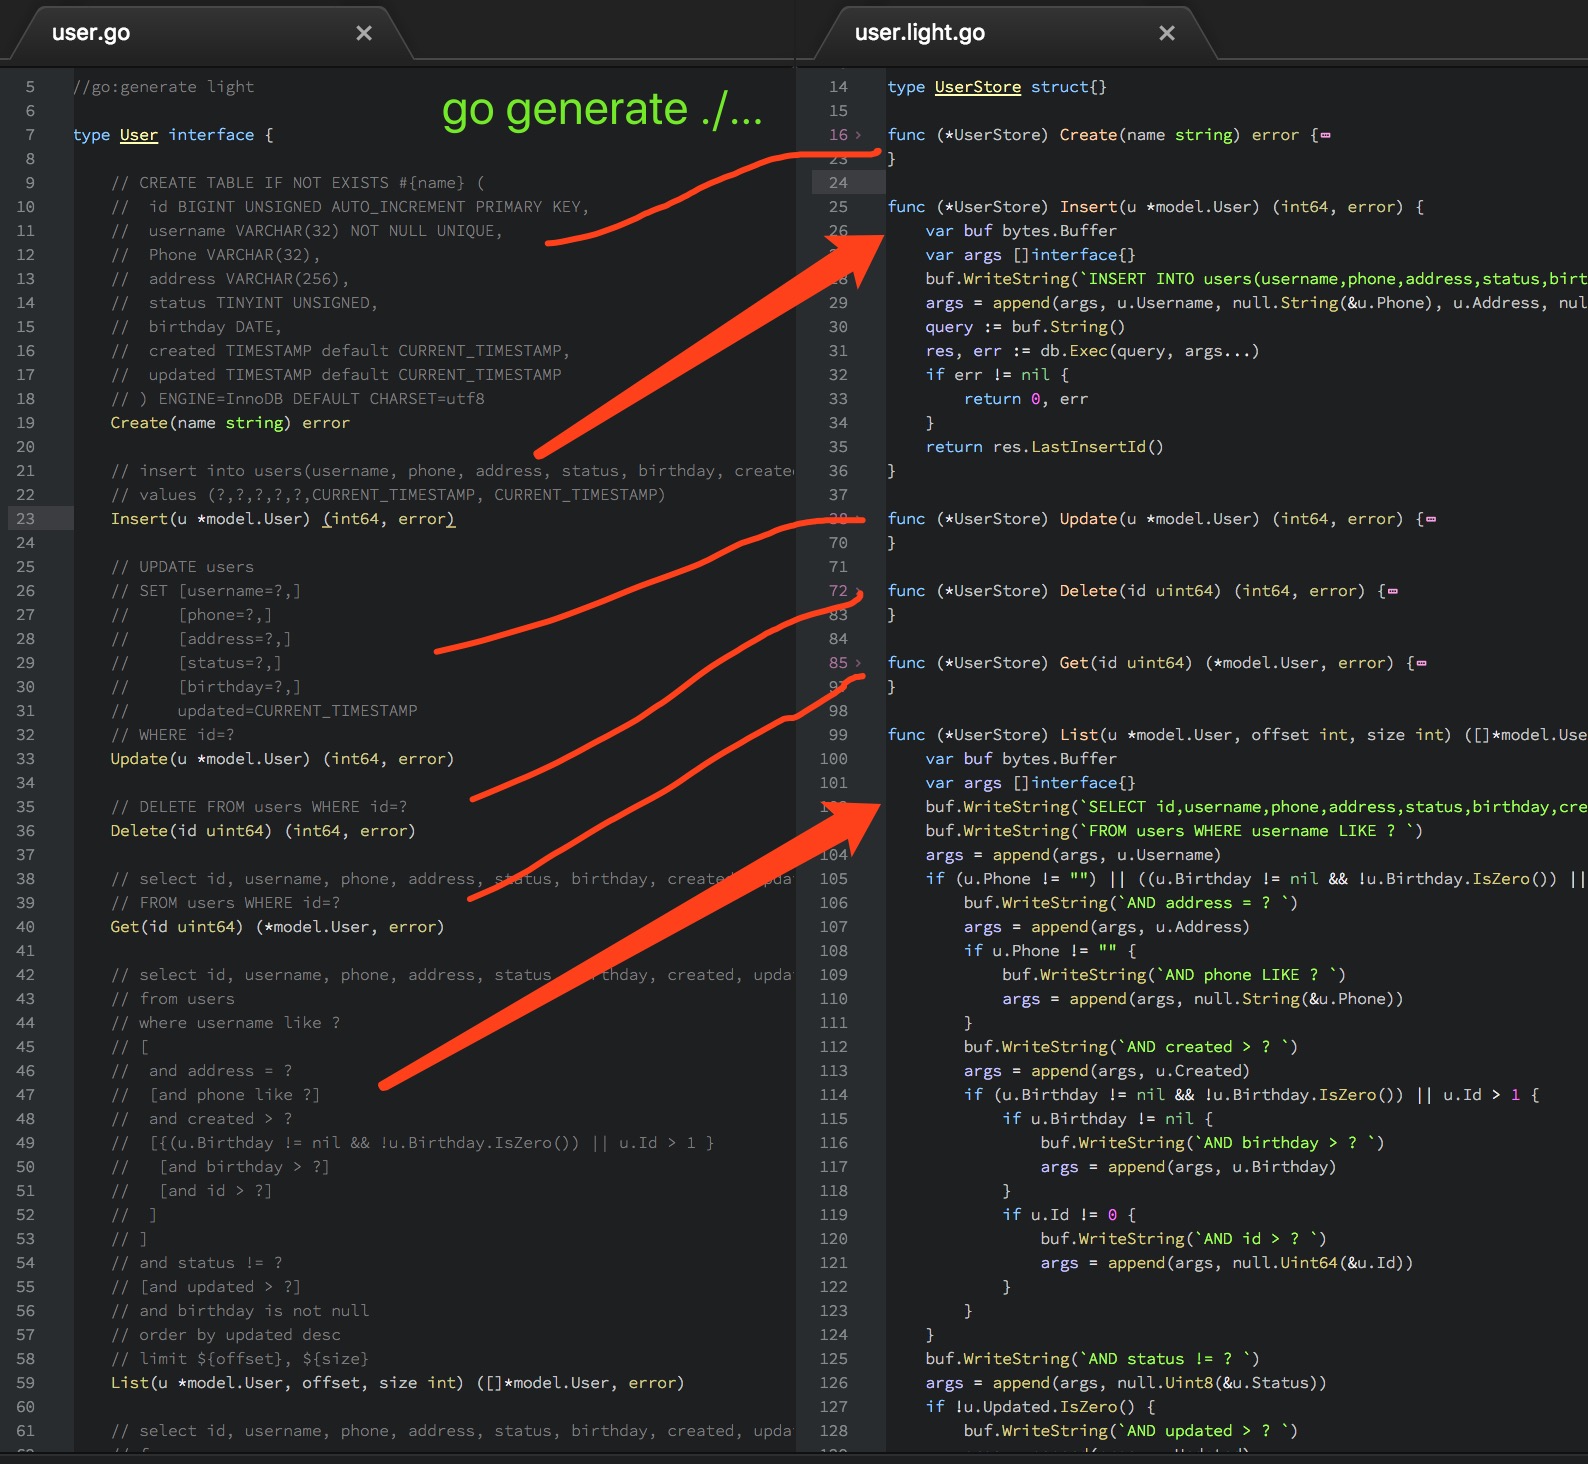 user.go ×
5 //go:generate light
go generate ./...
6
7 type User interface {
8
9 // CREATE TABLE IF NOT EXISTS #{name} (
10 // id BIGINT UNSIGNED AUTO_INCREMENT PRIMARY KEY,
11 // username VARCHAR(32) NOT NULL UNIQUE,
12 // Phone VARCHAR(32),
13 // address VARCHAR(256),
14 // status TINYINT UNSIGNED,
15 // birthday DATE,
16 // created TIMESTAMP default CURRENT_TIMESTAMP,
17 // updated TIMESTAMP default CURRENT_TIMESTAMP
18 // ) ENGINE=InnoDB DEFAULT CHARSET=utf8
19 Create(name string) error
20
21 // insert into users(username, phone, address, status, birthday, create
22 // values (?,?,?,?,?,CURRENT_TIMESTAMP, CURRENT_TIMESTAMP)
23 Insert(u *model.User) (int64, error)
24
25 // UPDATE users
26 // SET [username=?,]
27 // [phone=?,]
28 // [address=?,]
29 // [status=?,]
30 // [birthday=?,]
31 // updated=CURRENT_TIMESTAMP
32 // WHERE id=?
33 Update(u *model.User) (int64, error)
34
35 // DELETE FROM users WHERE id=?
36 Delete(id uint64) (int64, error)
37
38 // select id, username, phone, address, status, birthday, created, upda
39 // FROM users WHERE id=?
40 Get(id uint64) (*model.User, error)
41
42 // select id, username, phone, address, status, birthday, created, upda
43 // from users
44 // where username like ?
45 // [
46 // and address = ?
47 // [and phone like ?]
48 // and created > ?
49 // [{(u.Birthday != nil && !u.Birthday.IsZero()) || u.Id > 1 }
50 // [and birthday > ?]
51 // [and id > ?]
52 // ]
53 // ]
54 // and status != ?
55 // [and updated > ?]
56 // and birthday is not null
57 // order by updated desc
58 // limit ${offset}, ${size}
59 List(u *model.User, offset, size int) ([]*model.User, error)
60
61 // select id, username, phone, address, status, birthday, created, upda
user.light.go ×
14 type UserStore struct{}
15
16 func (*UserStore) Create(name string) error {
23 }
24
25 func (*UserStore) Insert(u *model.User) (int64, error) {
26 var buf bytes.Buffer
var args []interface{}
28 buf.WriteString(`INSERT INTO users(username,phone,address,status,birt
29 args = append(args, u.Username, null.String(&u.Phone), u.Address, nul
30 query := buf.String()
31 res, err := db.Exec(query, args...)
32 if err != nil {
33 return 0, err
34 }
35 return res.LastInsertId()
36 }
37
38 func (*UserStore) Update(u *model.User) (int64, error) {
70 }
71
72 func (*UserStore) Delete(id uint64) (int64, error) {
83 }
84
85 func (*UserStore) Get(id uint64) (*model.User, error) {
97 }
98
99 func (*UserStore) List(u *model.User, offset int, size int) ([]*model.Use
100 var buf bytes.Buffer
101 var args []interface{}
buf.WriteString(`SELECT id,username,phone,address,status,birthday,cre
buf.WriteString(`FROM users WHERE username LIKE ? `)
104 args = append(args, u.Username)
105 if (u.Phone != "") || ((u.Birthday != nil && !u.Birthday.IsZero()) ||
106 buf.WriteString(`AND address = ? `)
107 args = append(args, u.Address)
108 if u.Phone != "" {
109 buf.WriteString(`AND phone LIKE ? `)
110 args = append(args, null.String(&u.Phone))
111 }
112 buf.WriteString(`AND created > ? `)
113 args = append(args, u.Created)
114 if (u.Birthday != nil && !u.Birthday.IsZero()) || u.Id > 1 {
115 if u.Birthday != nil {
116 buf.WriteString(`AND birthday > ? `)
117 args = append(args, u.Birthday)
118 }
119 if u.Id != 0 {
120 buf.WriteString(`AND id > ? `)
121 args = append(args, null.Uint64(&u.Id))
122 }
123 }
124 }
125 buf.WriteString(`AND status != ? `)
126 args = append(args, null.Uint8(&u.Status))
127 if !u.Updated.IsZero() {
128 buf.WriteString(`AND updated > ? `)